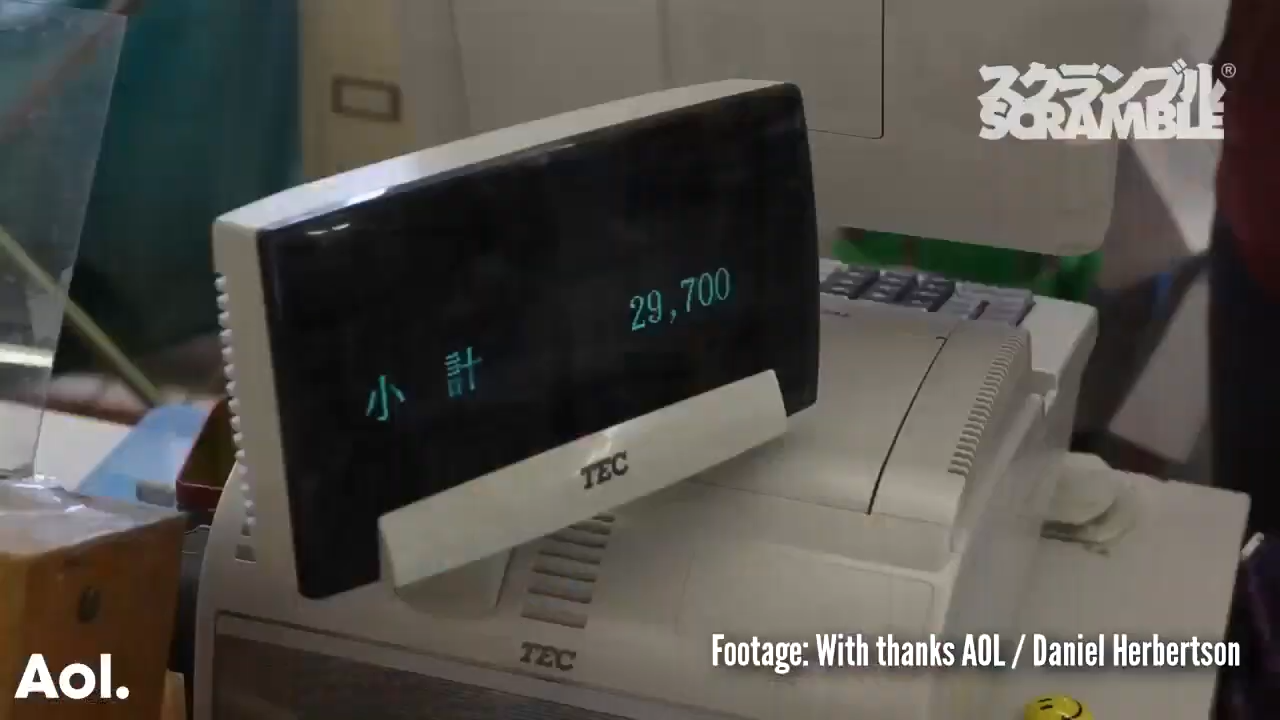 スクランブル®
SCRAMBLE
29,700
小 計
TEC
TEC
Footage: With thanks AOL / Daniel Herbertson
Aol.